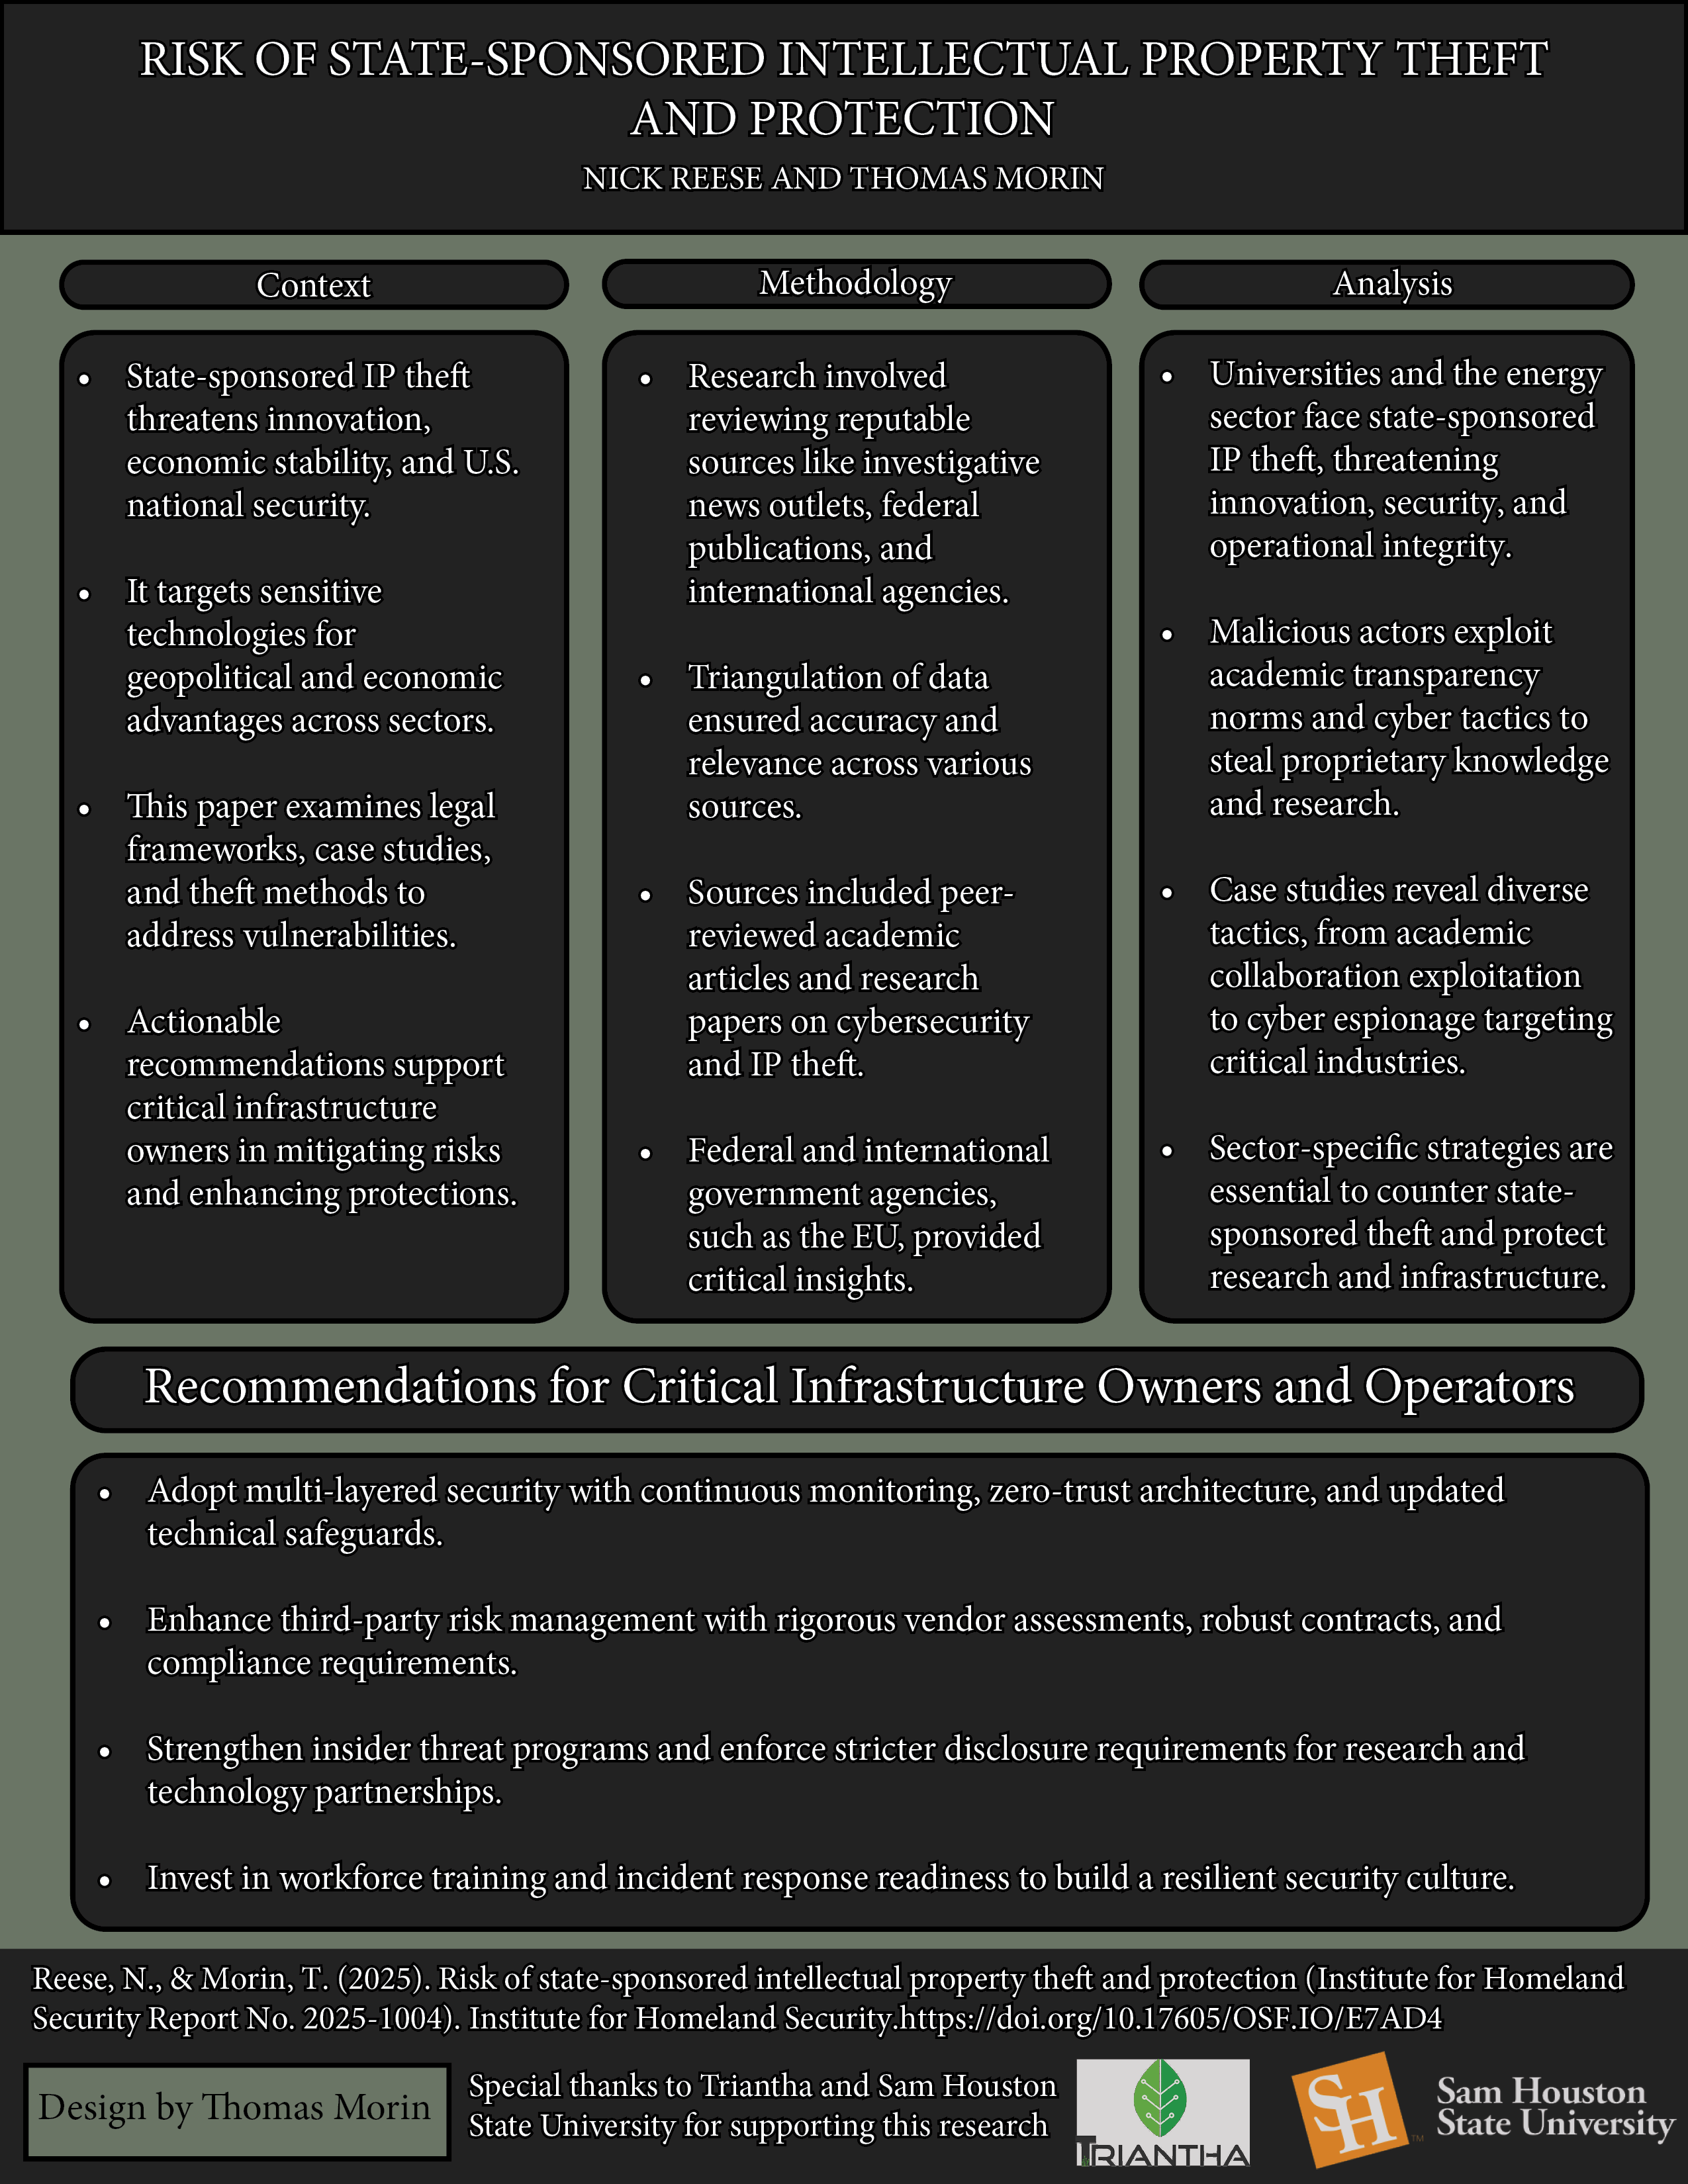 RISK OF STATE-SPONSORED INTELLECTUAL PROPERTY THEFT
AND PROTECTION
NICK REESE AND THOMAS MORIN
Context
• State-sponsored IP theft
threatens innovation,
economic stability, and U.S.
national security.
• It targets sensitive
technologies for
geopolitical and economic
advantages across sectors.
• This paper examines legal
frameworks, case studies,
and theft methods to
address vulnerabilities.
• Actionable
recommendations support
critical infrastructure
owners in mitigating risks
and enhancing protections.
Methodology
• Research involved
reviewing reputable
sources like investigative
news outlets, federal
publications, and
international agencies.
• Triangulation of data
ensured accuracy and
relevance across various
sources.
• Sources included peer-
reviewed academic
articles and research
papers on cybersecurity
and IP theft.
• Federal and international
government agencies,
such as the EU, provided
critical insights.
Analysis
• Universities and the energy
sector face state-sponsored
IP theft, threatening
innovation, security, and
operational integrity.
• Malicious actors exploit
academic transparency
norms and cyber tactics to
steal proprietary knowledge
and research.
• Case studies reveal diverse
tactics, from academic
collaboration exploitation
to cyber espionage targeting
critical industries.
• Sector-specific strategies are
essential to counter state-
sponsored theft and protect
research and infrastructure.
Recommendations for Critical Infrastructure Owners and Operators
• Adopt multi-layered security with continuous monitoring, zero-trust architecture, and updated
technical safeguards.
• Enhance third-party risk management with rigorous vendor assessments, robust contracts, and
compliance requirements.
• Strengthen insider threat programs and enforce stricter disclosure requirements for research and
technology partnerships.
• Invest in workforce training and incident response readiness to build a resilient security culture.
Reese, N., & Morin, T. (2025). Risk of state-sponsored intellectual property theft and protection (Institute for Homeland
Security Report No. 2025-1004). Institute for Homeland Security.https://doi.org/10.17605/OSF.IO/E7AD4
Design by Thomas Morin
Special thanks to Triantha and Sam Houston
State University for supporting this research
TRIANTHA
SH
TM
Sam Houston
State University